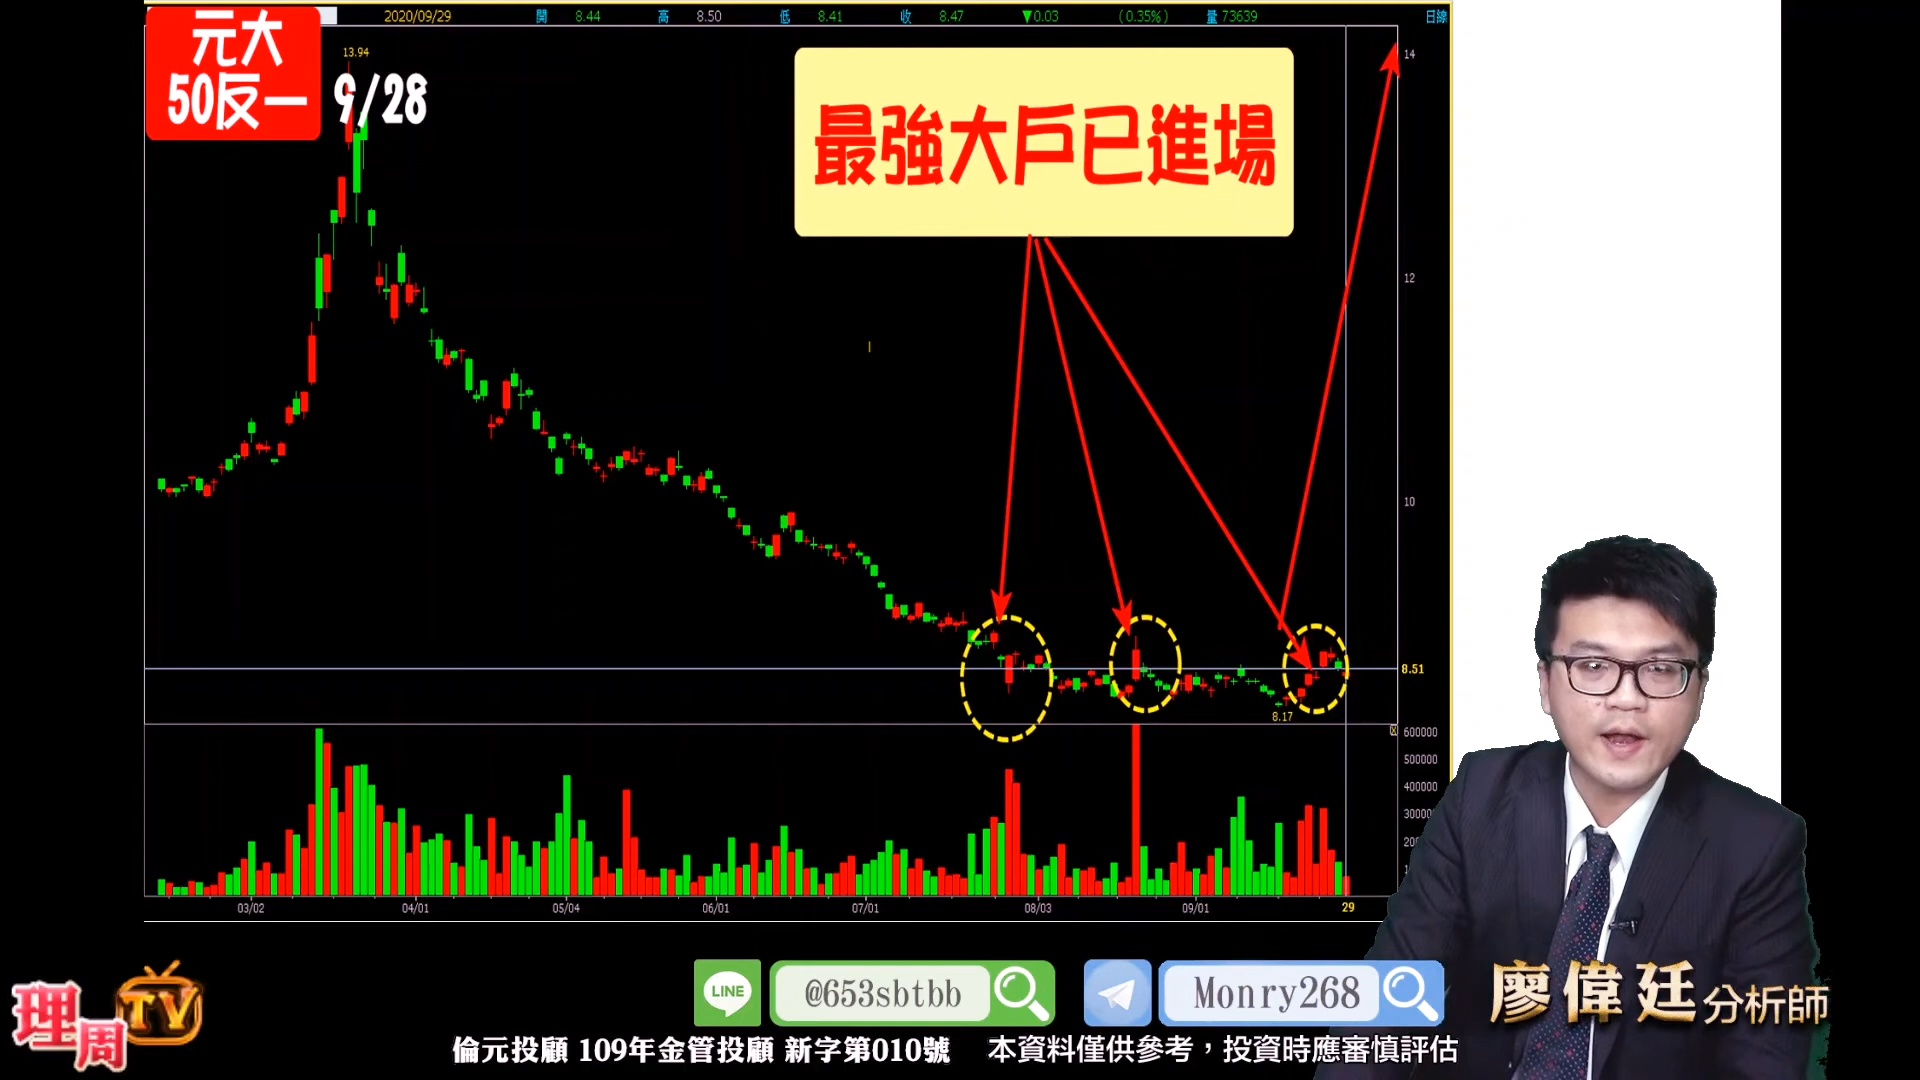 2020/09/29 開 8.44 高 8.50 低 8.41 收 8.47 ▼0.03 (0.35%) 量 73639 日線
元大
50反一
9/28
13.94
最強大戶已進場
14
12
10
8.51
8.17
600000
500000
400000
03/02 04/01 05/04 06/01 07/01 08/03 09/01 29
理周TV
LINE @653sbtbb Monry268
廖偉廷分析師
倫元投顧 109年金管投顧 新字第010號 本資料僅供參考,投資時應審慎評估